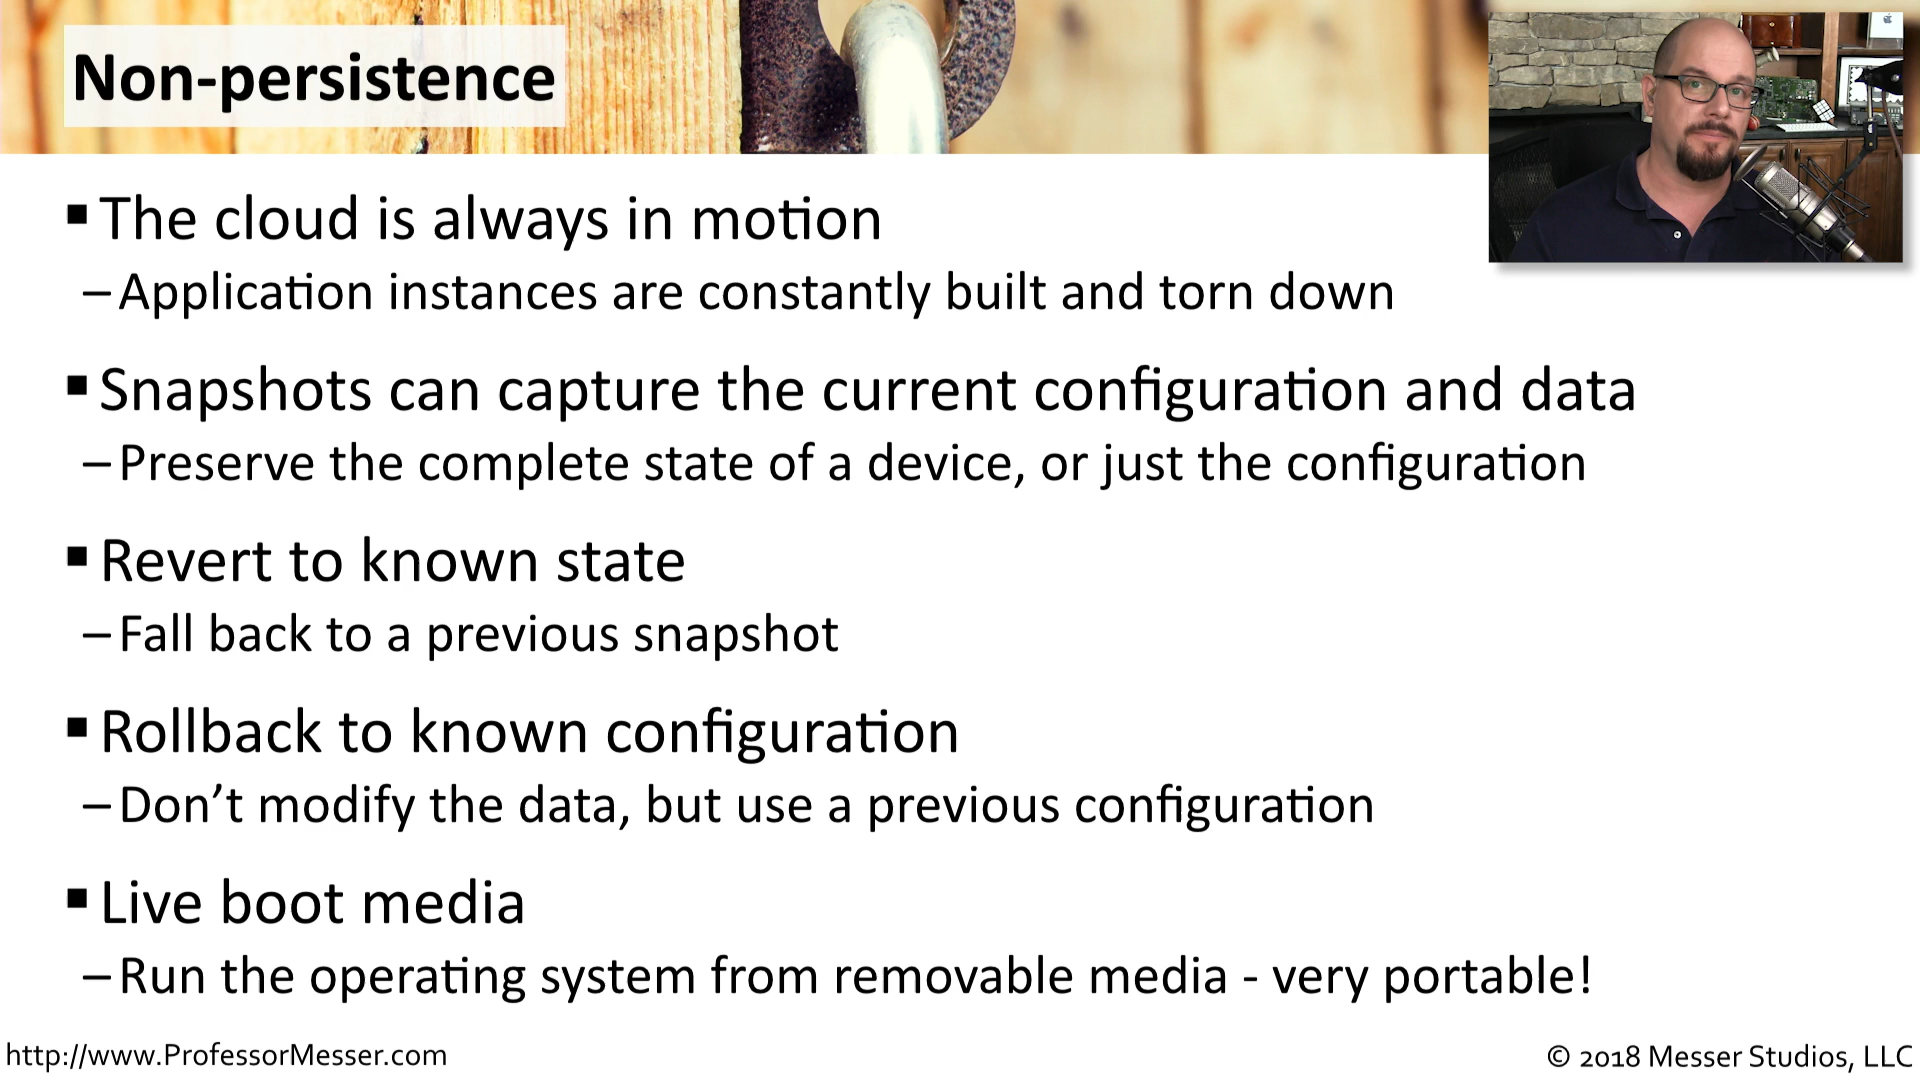 Non-persistence
▪ The cloud is always in motion
– Application instances are constantly built and torn down
▪ Snapshots can capture the current configuration and data
– Preserve the complete state of a device, or just the configuration
▪ Revert to known state
– Fall back to a previous snapshot
▪ Rollback to known configuration
– Don’t modify the data, but use a previous configuration
▪ Live boot media
– Run the operating system from removable media - very portable!
http://www.ProfessorMesser.com
© 2018 Messer Studios, LLC